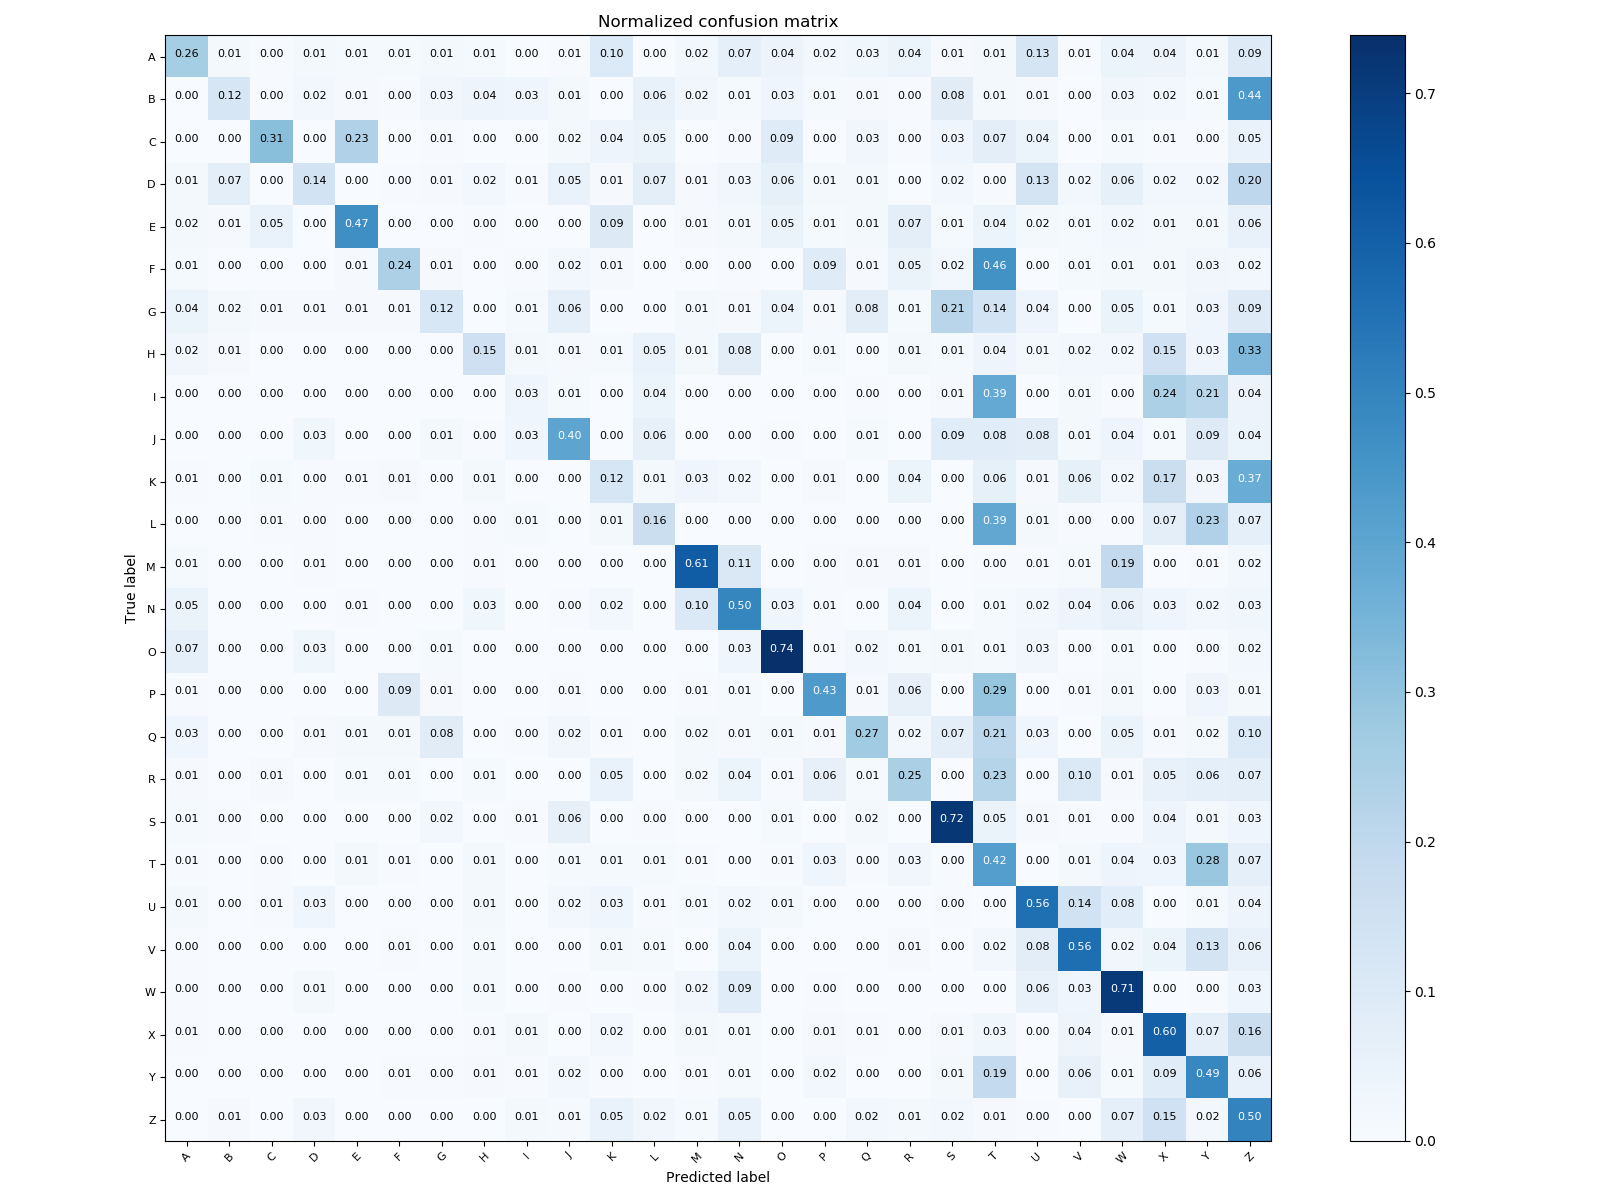 Normalized confusion matrix
A 0.26 0.01 0.00 0.01 0.01 0.01 0.01 0.01 0.00 0.01 0.10 0.00 0.02 0.07 0.04 0.02 0.03 0.04 0.01 0.01 0.13 0.01 0.04 0.04 0.01 0.09
B 0.00 0.12 0.00 0.02 0.01 0.00 0.03 0.04 0.03 0.01 0.00 0.06 0.02 0.01 0.03 0.01 0.01 0.00 0.08 0.01 0.01 0.00 0.03 0.02 0.01 0.44
C 0.00 0.00 0.31 0.00 0.23 0.00 0.01 0.00 0.00 0.02 0.04 0.05 0.00 0.00 0.09 0.00 0.03 0.00 0.03 0.07 0.04 0.00 0.01 0.01 0.00 0.05
D 0.01 0.07 0.00 0.14 0.00 0.00 0.01 0.02 0.01 0.05 0.01 0.07 0.01 0.03 0.06 0.01 0.01 0.00 0.02 0.00 0.13 0.02 0.06 0.02 0.02 0.20
E 0.02 0.01 0.05 0.00 0.47 0.00 0.00 0.00 0.00 0.00 0.09 0.00 0.01 0.01 0.05 0.01 0.01 0.07 0.01 0.04 0.02 0.01 0.02 0.01 0.01 0.06
F 0.01 0.00 0.00 0.00 0.01 0.24 0.01 0.00 0.00 0.02 0.01 0.00 0.00 0.00 0.00 0.09 0.01 0.05 0.02 0.46 0.00 0.01 0.01 0.01 0.03 0.02
G 0.04 0.02 0.01 0.01 0.01 0.01 0.12 0.00 0.01 0.06 0.00 0.00 0.01 0.01 0.04 0.01 0.08 0.01 0.21 0.14 0.04 0.00 0.05 0.01 0.03 0.09
H 0.02 0.01 0.00 0.00 0.00 0.00 0.00 0.15 0.01 0.01 0.01 0.05 0.01 0.08 0.00 0.01 0.00 0.01 0.01 0.04 0.01 0.02 0.02 0.15 0.03 0.33
I 0.00 0.00 0.00 0.00 0.00 0.00 0.00 0.00 0.03 0.01 0.00 0.04 0.00 0.00 0.00 0.00 0.00 0.00 0.01 0.39 0.00 0.01 0.00 0.24 0.21 0.04
J 0.00 0.00 0.00 0.03 0.00 0.00 0.01 0.00 0.03 0.40 0.00 0.06 0.00 0.00 0.00 0.00 0.01 0.00 0.09 0.08 0.08 0.01 0.04 0.01 0.09 0.04
K 0.01 0.00 0.01 0.00 0.01 0.01 0.00 0.01 0.00 0.00 0.12 0.01 0.03 0.02 0.00 0.01 0.00 0.04 0.00 0.06 0.01 0.06 0.02 0.17 0.03 0.37
L 0.00 0.00 0.01 0.00 0.00 0.00 0.00 0.00 0.01 0.00 0.01 0.16 0.00 0.00 0.00 0.00 0.00 0.00 0.00 0.39 0.01 0.00 0.00 0.07 0.23 0.07
M 0.01 0.00 0.00 0.01 0.00 0.00 0.00 0.01 0.00 0.00 0.00 0.00 0.61 0.11 0.00 0.00 0.01 0.01 0.00 0.00 0.01 0.01 0.19 0.00 0.01 0.02
N 0.05 0.00 0.00 0.00 0.01 0.00 0.00 0.03 0.00 0.00 0.02 0.00 0.10 0.50 0.03 0.01 0.00 0.04 0.00 0.01 0.02 0.04 0.06 0.03 0.02 0.03
O 0.07 0.00 0.00 0.03 0.00 0.00 0.01 0.00 0.00 0.00 0.00 0.00 0.00 0.03 0.74 0.01 0.02 0.01 0.01 0.01 0.03 0.00 0.01 0.00 0.00 0.02
P 0.01 0.00 0.00 0.00 0.00 0.09 0.01 0.00 0.00 0.01 0.00 0.00 0.01 0.01 0.00 0.43 0.01 0.06 0.00 0.29 0.00 0.01 0.01 0.00 0.03 0.01
Q 0.03 0.00 0.00 0.01 0.01 0.01 0.08 0.00 0.00 0.02 0.01 0.00 0.02 0.01 0.01 0.01 0.27 0.02 0.07 0.21 0.03 0.00 0.05 0.01 0.02 0.10
R 0.01 0.00 0.01 0.00 0.01 0.01 0.00 0.01 0.00 0.00 0.05 0.00 0.02 0.04 0.01 0.06 0.01 0.25 0.00 0.23 0.00 0.10 0.01 0.05 0.06 0.07
S 0.01 0.00 0.00 0.00 0.00 0.00 0.02 0.00 0.01 0.06 0.00 0.00 0.00 0.00 0.01 0.00 0.02 0.00 0.72 0.05 0.01 0.01 0.00 0.04 0.01 0.03
T 0.01 0.00 0.00 0.00 0.01 0.01 0.00 0.01 0.00 0.01 0.01 0.01 0.01 0.00 0.01 0.03 0.00 0.03 0.00 0.42 0.00 0.01 0.04 0.03 0.28 0.07
U 0.01 0.00 0.01 0.03 0.00 0.00 0.00 0.01 0.00 0.02 0.03 0.01 0.01 0.02 0.01 0.00 0.00 0.00 0.00 0.00 0.56 0.14 0.08 0.00 0.01 0.04
V 0.00 0.00 0.00 0.00 0.00 0.01 0.00 0.01 0.00 0.00 0.01 0.01 0.00 0.04 0.00 0.00 0.00 0.01 0.00 0.02 0.08 0.56 0.02 0.04 0.13 0.06
W 0.00 0.00 0.00 0.01 0.00 0.00 0.00 0.01 0.00 0.00 0.00 0.00 0.02 0.09 0.00 0.00 0.00 0.00 0.00 0.00 0.06 0.03 0.71 0.00 0.00 0.03
X 0.01 0.00 0.00 0.00 0.00 0.00 0.00 0.01 0.01 0.00 0.02 0.00 0.01 0.01 0.00 0.01 0.01 0.00 0.01 0.03 0.00 0.04 0.01 0.60 0.07 0.16
Y 0.00 0.00 0.00 0.00 0.00 0.01 0.00 0.01 0.01 0.02 0.00 0.00 0.01 0.01 0.00 0.02 0.00 0.00 0.01 0.19 0.00 0.06 0.01 0.09 0.49 0.06
Z 0.00 0.01 0.00 0.03 0.00 0.00 0.00 0.00 0.01 0.01 0.05 0.02 0.01 0.05 0.00 0.00 0.02 0.01 0.02 0.01 0.00 0.00 0.07 0.15 0.02 0.50
A B C D E F G H I J K L M N O P Q R S T U V W X Y Z
Predicted label
True label
0.7
0.6
0.5
0.4
0.3
0.2
0.1
0.0